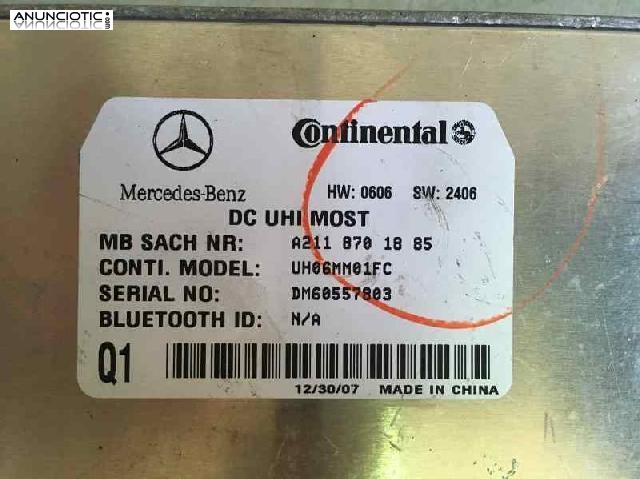 ANUNCIOTIC.com
Continental
Mercedes-Benz
HW: 0606 SW: 2406
DC UHI MOST
MB SACH NR: A211 870 18 85
CONTI. MODEL: UH06MM01FC
SERIAL NO: DM60557803
BLUETOOTH ID: N/A
Q1
12/30/07 MADE IN CHINA